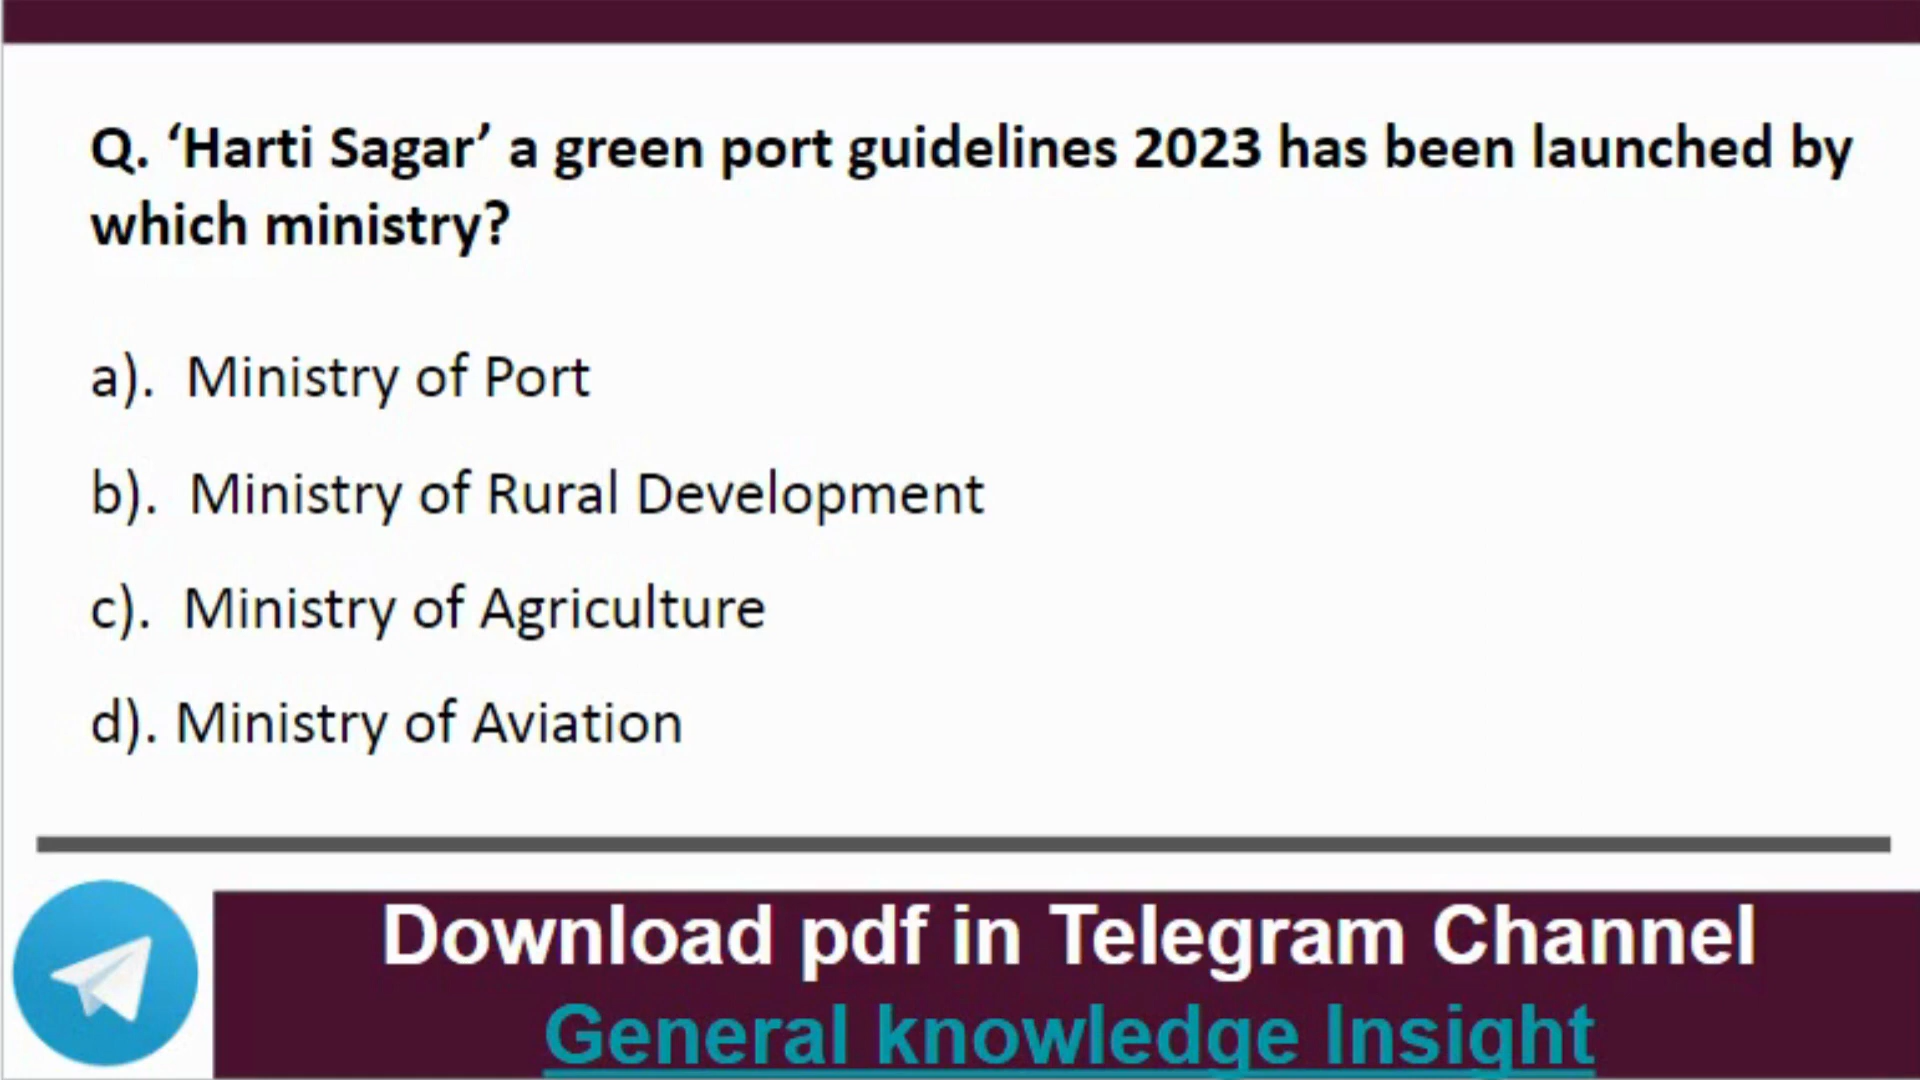 Q. ‘Harti Sagar’ a green port guidelines 2023 has been launched by
which ministry?
a). Ministry of Port
b). Ministry of Rural Development
c). Ministry of Agriculture
d). Ministry of Aviation
Download pdf in Telegram Channel
General knowledge Insight